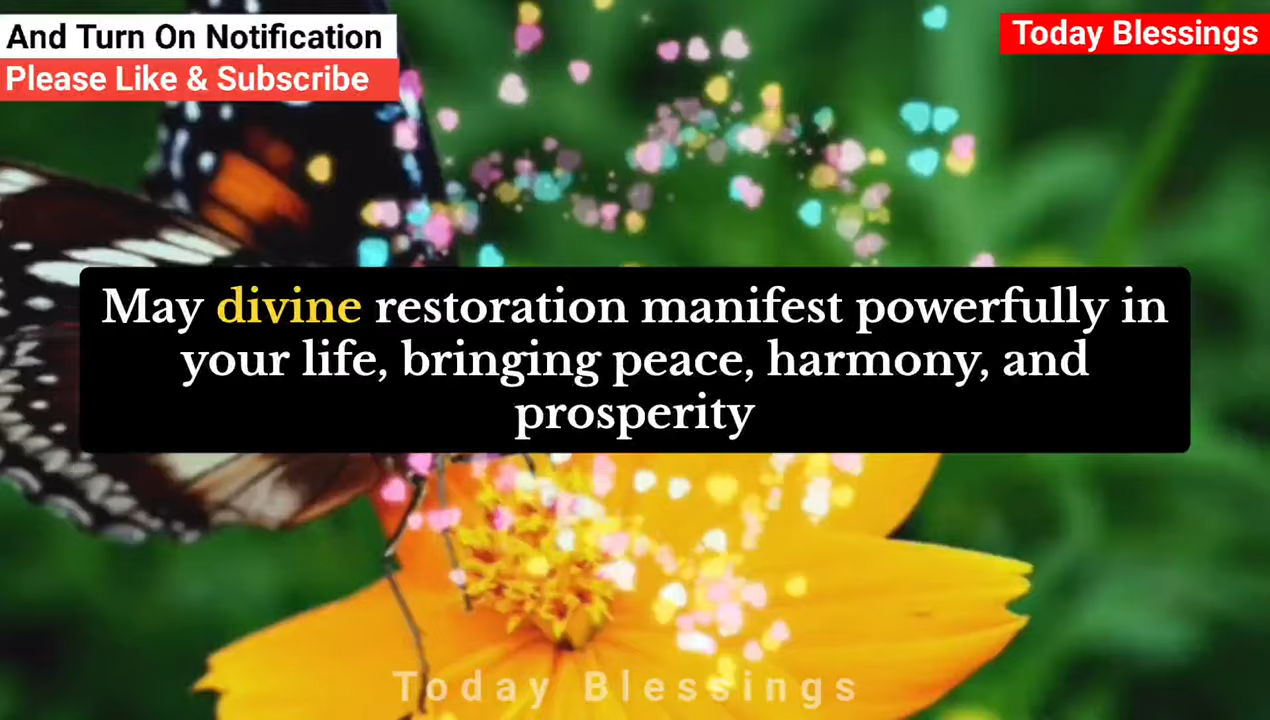 And Turn On Notification
Please Like & Subscribe
Today Blessings
May divine restoration manifest powerfully in
your life, bringing peace, harmony, and
prosperity
Today Blessings